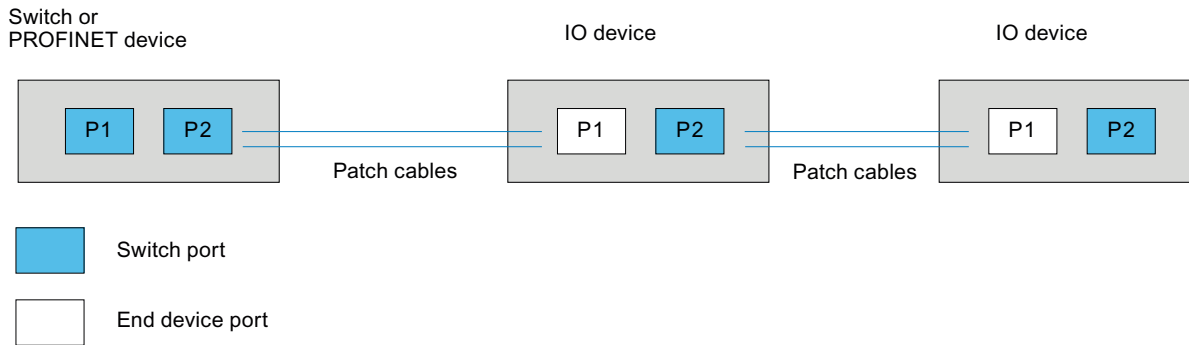 Switch or
PROFINET device
IO device
IO device
P1
P2
P1
P2
P1
P2
Patch cables
Patch cables
Switch port
End device port